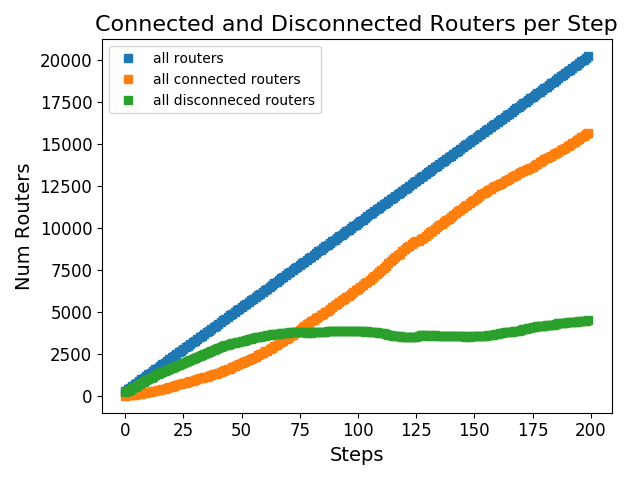 Connected and Disconnected Routers per Step
all routers
all connected routers
all disconneced routers
Num Routers
20000
17500
15000
12500
10000
7500
5000
2500
0
0 25 50 75 100 125 150 175 200
Steps